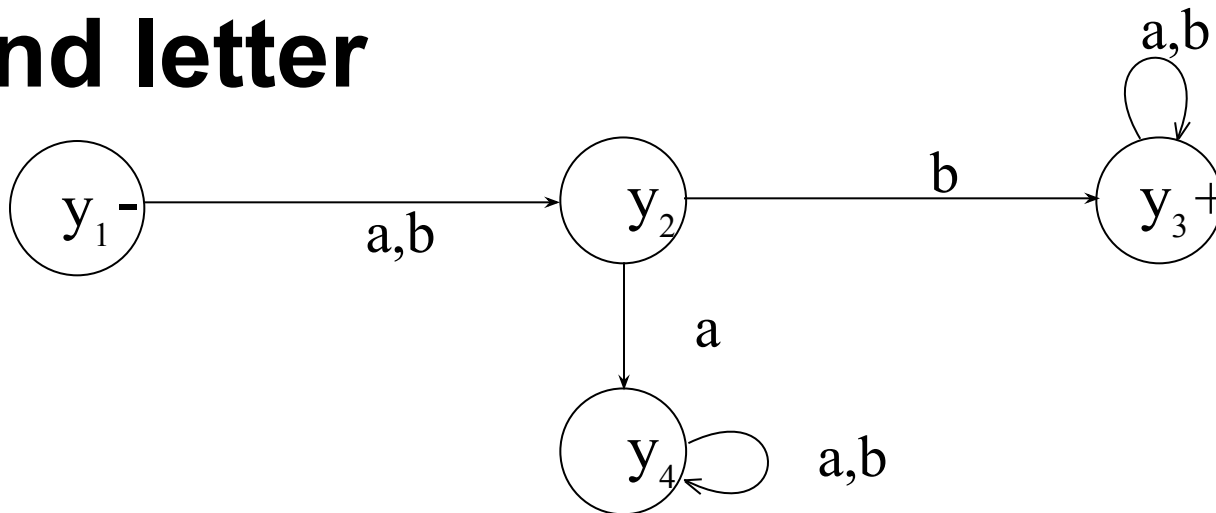 nd letter
a,b
y₁-
y₂
b
y₃+
a,b
a
y₄
a,b